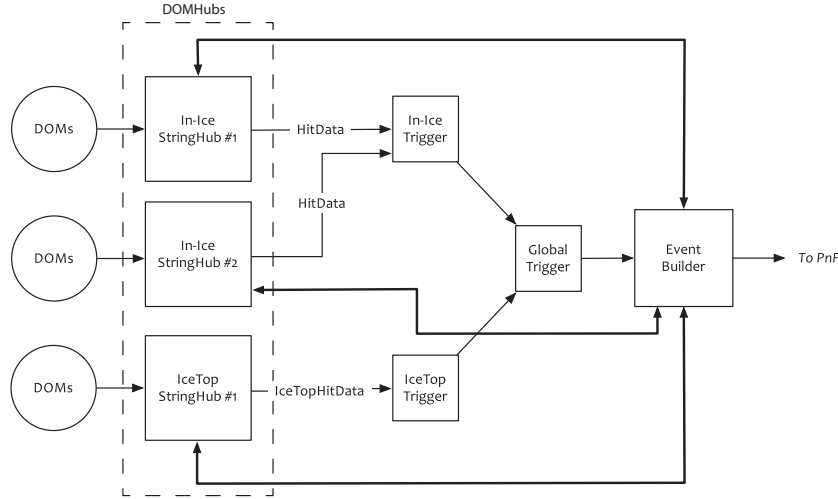 DOMHubs
DOMs
In-Ice
StringHub #1
HitData
In-Ice
Trigger
HitData
DOMs
In-Ice
StringHub #2
Global
Trigger
Event
Builder
To PnF
DOMs
IceTop
StringHub #1
IceTopHitData
IceTop
Trigger